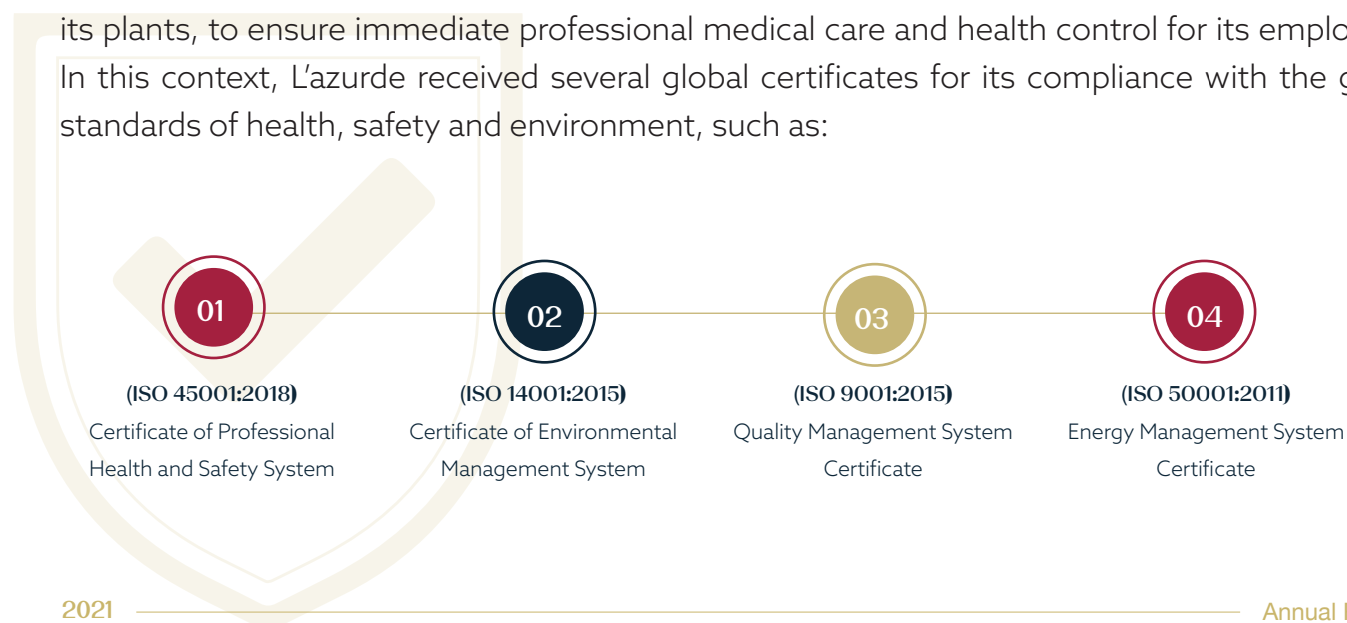 its plants, to ensure immediate professional medical care and health control for its
In this context, L'azurde received several global certificates for its compliance with the
standards of health, safety and environment, such as:
01
02
03
04
(ISO 45001:2018)
Certificate of Professional
Health and Safety System
(ISO 14001:2015)
Certificate of Environmental
Management System
(ISO 9001:2015)
Quality Management System
Certificate
(ISO 50001:2011)
Energy Management System
Certificate
2021
Annual